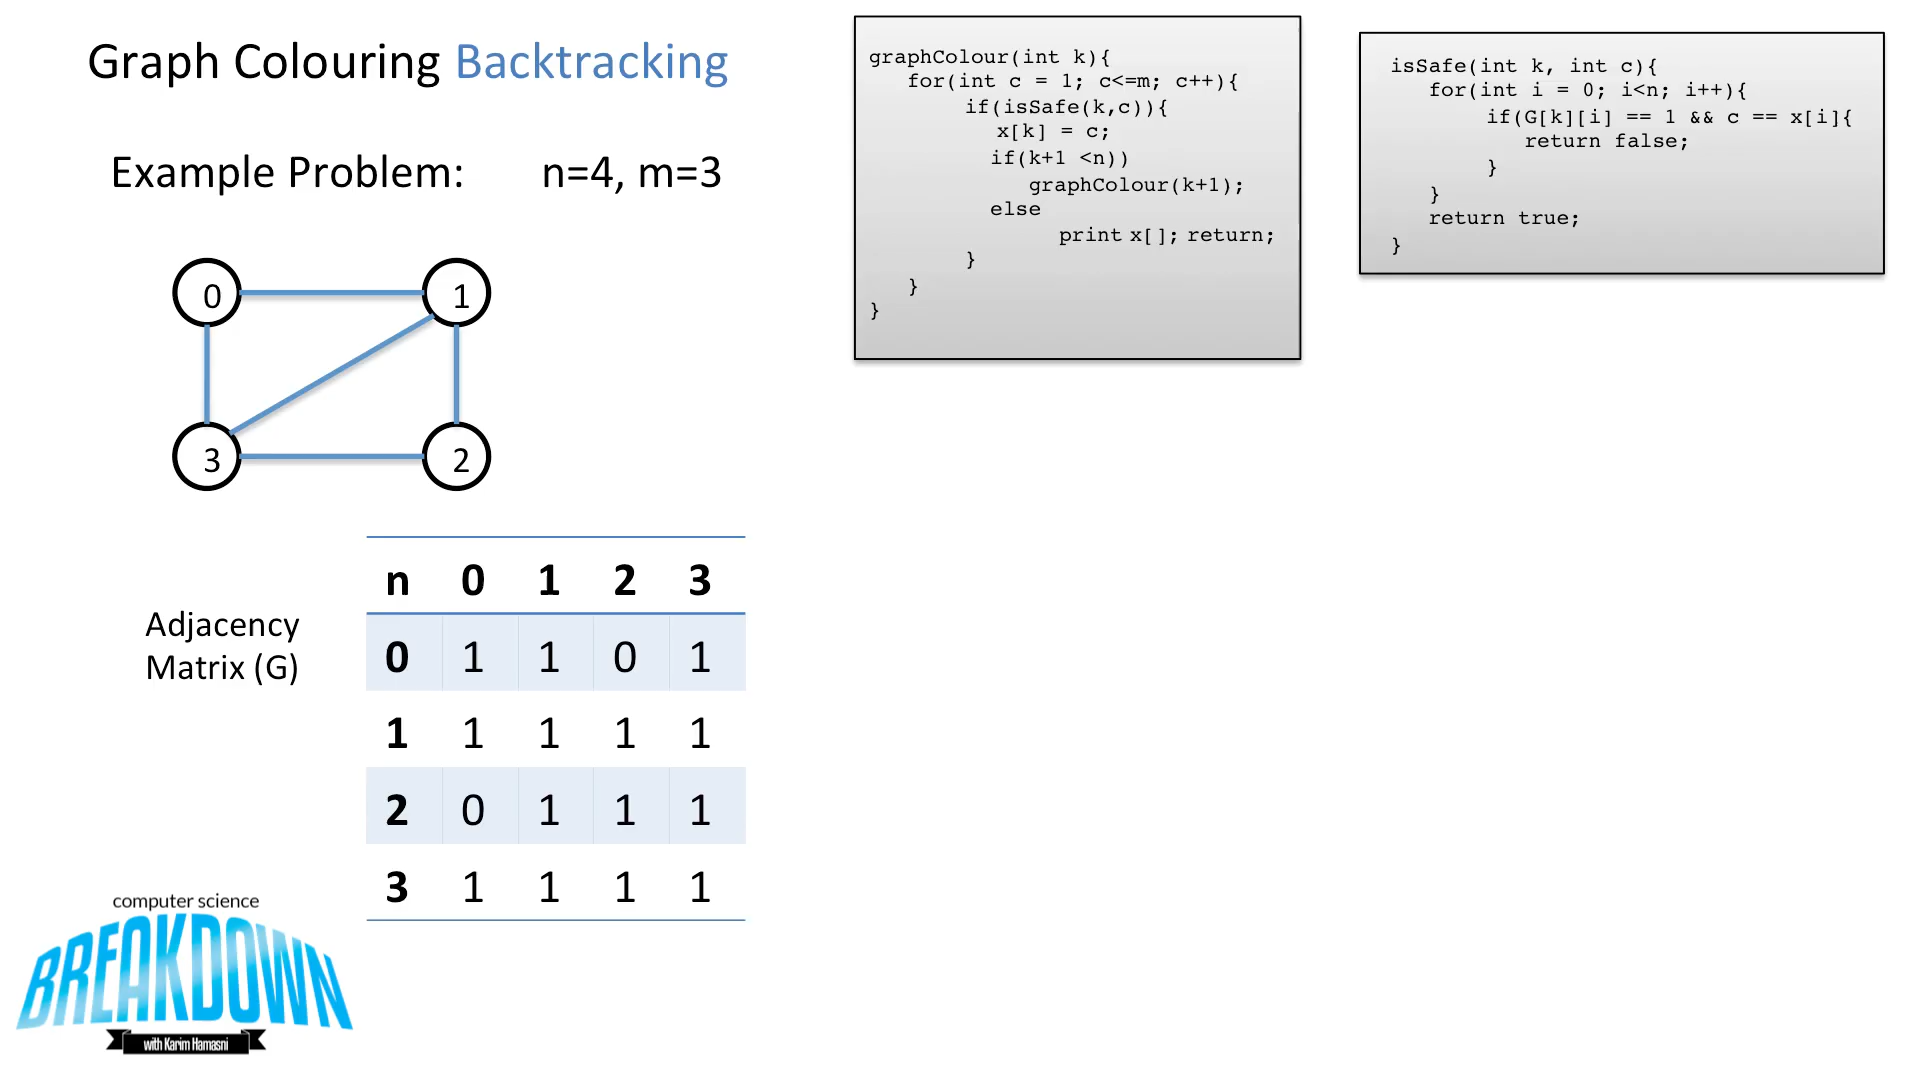 Graph Colouring Backtracking
Example Problem: n=4, m=3
0 1
3 2
Adjacency
Matrix (G)
n 0 1 2 3
0 1 1 0 1
1 1 1 1 1
2 0 1 1 1
3 1 1 1 1
computer science
BREAKDOWN
with Karim Hamasni
graphColour(int k){
for(int c = 1; c<=m; c++){
if(isSafe(k,c)){
x[k] = c;
if(k+1 <n))
graphColour(k+1);
else
print x[]; return;
}
}
}
isSafe(int k, int c){
for(int i = 0; i<n; i++){
if(G[k][i] == 1 && c == x[i]{
return false;
}
}
return true;
}